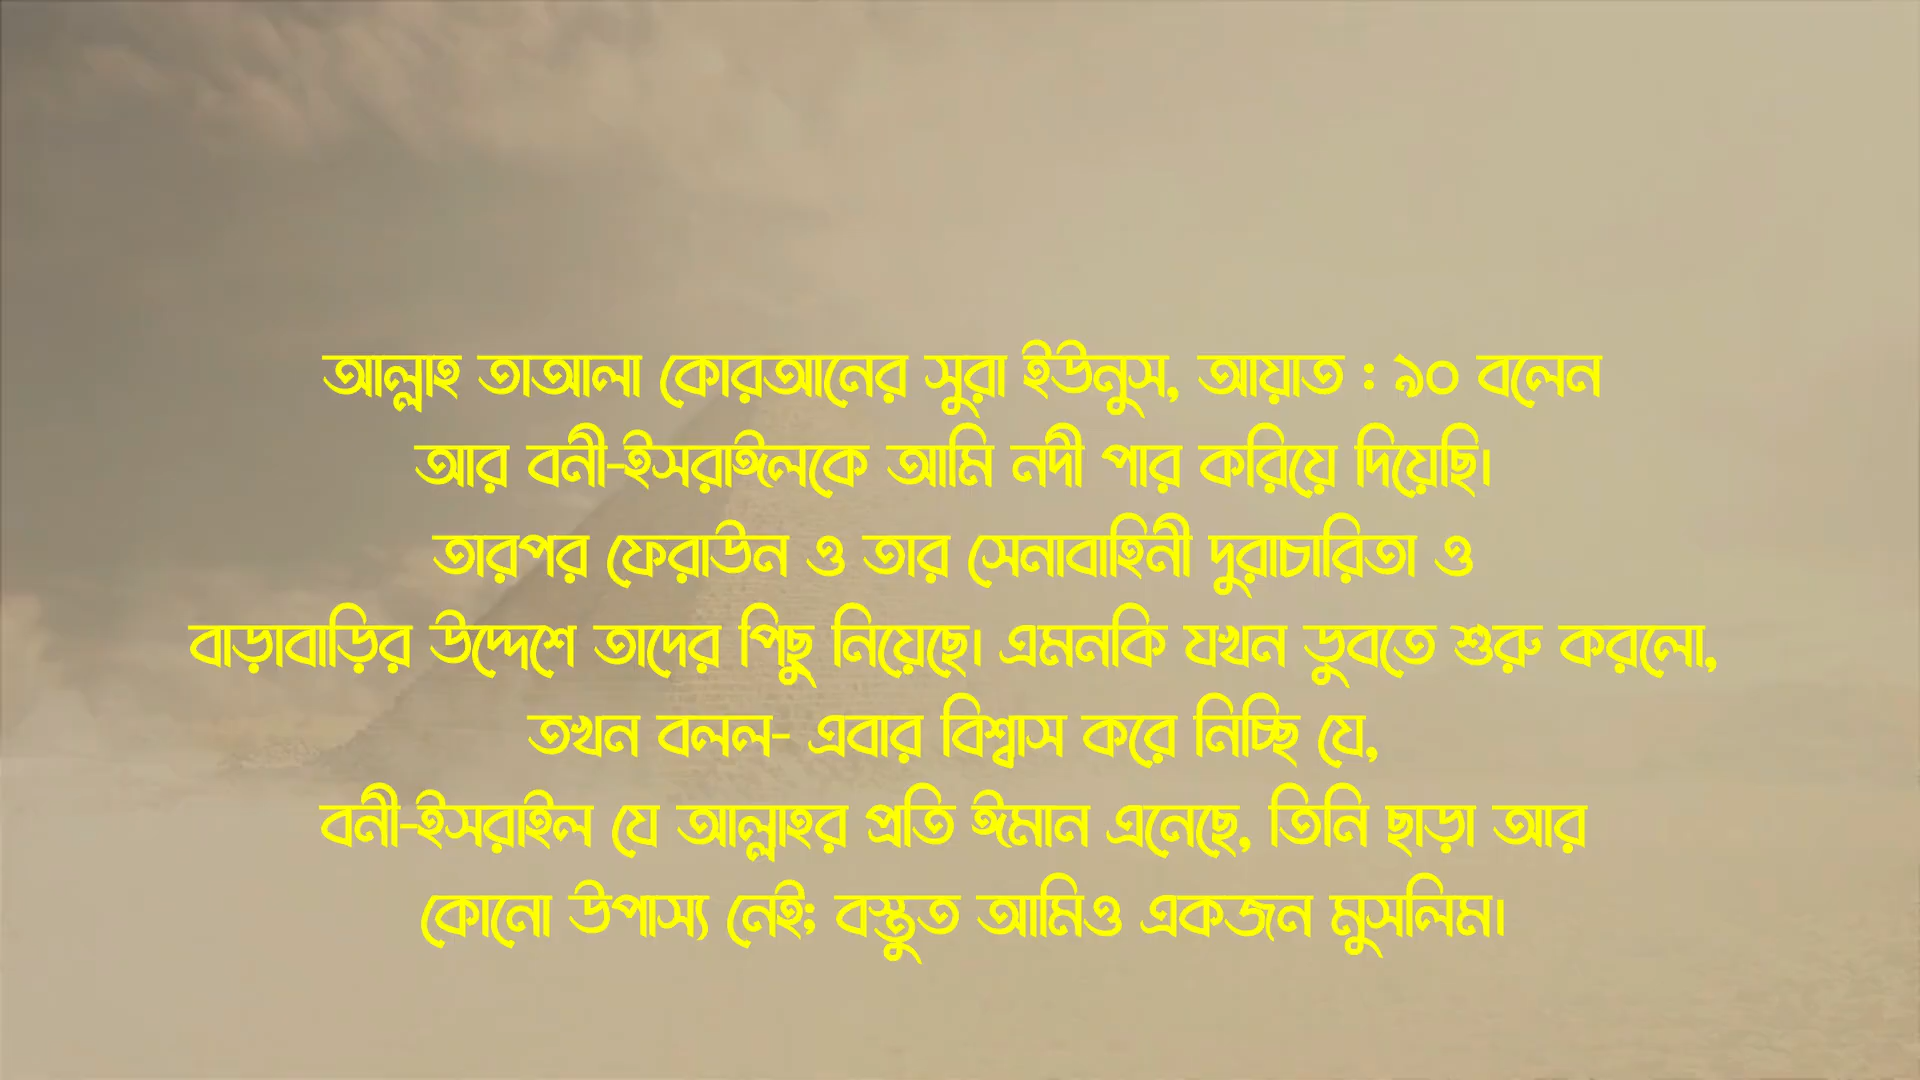 আল্লাহ তাআলা কোরআনের সুরা ইউনুস, আয়াত : ৯০ বলেন
আর বনী-ইসরাঈলকে আমি নদী পার করিয়ে দিয়েছি।
তারপর ফেরাউন ও তার সেনাবাহিনী দুরাচারিতা ও
বাড়াবাড়ির উদ্দেশে তাদের পিছু নিয়েছে। এমনকি যখন ডুবতে শুরু করলো,
তখন বলল- এবার বিশ্বাস করে নিচ্ছি যে,
বনী-ইসরাইল যে আল্লাহর প্রতি ঈমান এনেছে, তিনি ছাড়া আর
কোনো উপাস্য নেই; বস্তুত আমিও একজন মুসলিম।